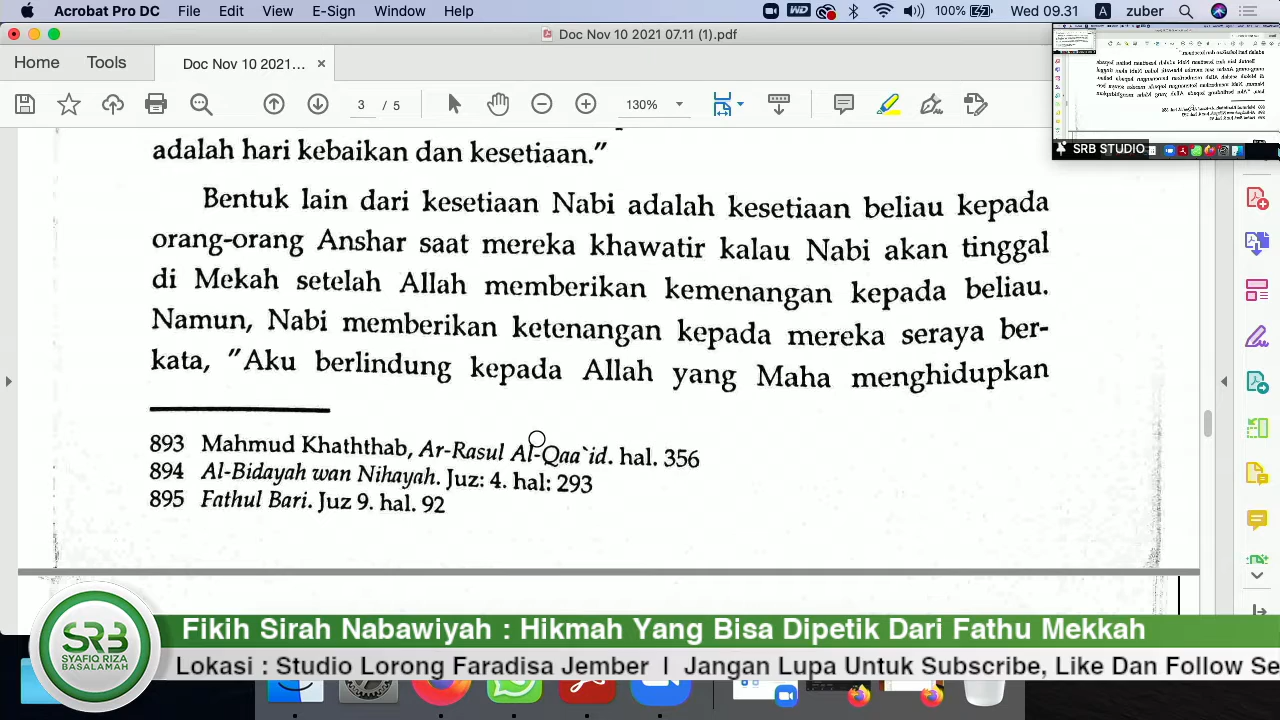 Acrobat Pro DC File Edit View E-Sign Window Help 100% Wed 09.31 A zuber
Doc Nov 10 2021 07.11 (1).pdf
Home Tools Doc Nov 10 2021... ×
3 / 5 130%
SRB STUDIO
adalah hari kebaikan dan kesetiaan.”
Bentuk lain dari kesetiaan Nabi adalah kesetiaan beliau kepada
orang-orang Anshar saat mereka khawatir kalau Nabi akan tinggal
di Mekah setelah Allah memberikan kemenangan kepada beliau.
Namun, Nabi memberikan ketenangan kepada mereka seraya ber-
kata, ”Aku berlindung kepada Allah yang Maha menghidupkan
893 Mahmud Khaththab, Ar-Rasul Al-Qaa`id. hal. 356
894 Al-Bidayah wan Nihayah. Juz: 4. hal: 293
895 Fathul Bari. Juz 9. hal. 92
SRB
SYAFIQ RIZA
BASALAMAH
Fikih Sirah Nabawiyah : Hikmah Yang Bisa Dipetik Dari Fathu Mekkah
Lokasi : Studio Lorong Faradisa Jember I Jangan Lupa Untuk Subscribe, Like Dan Follow Se